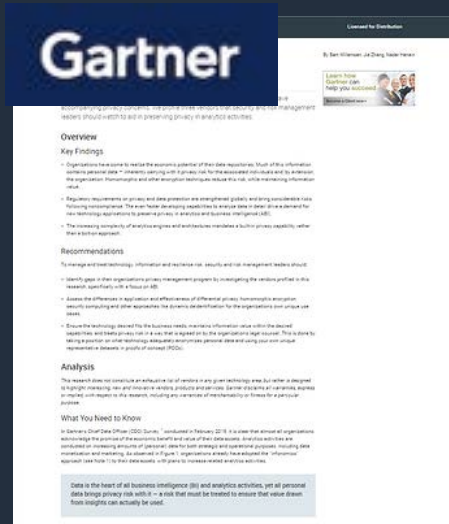 Gartner
Licensed for Distribution
By Bart Willemsen, Jie Zhang, Nader Henein
Learn how
Gartner can
help you succeed
Become a Client now
accompanying privacy concerns. We profile three vendors that security and risk management
leaders should watch to aid in preserving privacy in analytics activities.
Overview
Key Findings
Organizations have come to realize the economic potential of their data repositories. Much of this information
contains personal data — inherently carrying with it privacy risk for the associated individuals and by extension
the organization. Homomorphic and other encryption techniques reduce this risk, while maintaining information
value.
Regulatory requirements on privacy and data protection are strengthened globally and bring considerable risks
following noncompliance. The even faster developing capabilities to analyze data in detail drive a demand for
new technology applications to preserve privacy in analytics and business intelligence (ABI).
The increasing complexity of analytics engines and architectures mandates a built-in privacy capability, rather
than a bolt-on approach.
Recommendations
To manage and treat technology, information and resilience risk, security and risk management leaders should:
Identify gaps in their organization's privacy management program by investigating the vendors profiled in this
research, specifically with a focus on ABI.
Assess the differences in application and effectiveness of differential privacy, homomorphic encryption,
security computing and other approaches like dynamic deidentification for the organization's own unique use
cases.
Ensure the technology desired fits the business needs, maintains information value within the desired
capabilities, and treats privacy risk in a way that is agreed on by the organization's legal counsel. This is done by
taking a position on what technology adequately anonymizes personal data and using your own unique
representative datasets in proofs of concept (POCs).
Analysis
This research does not constitute an exhaustive list of vendors in any given technology area, but rather is designed
to highlight interesting, new and innovative vendors, products and services. Gartner disclaims all warranties, express
or implied, with respect to this research, including any warranties of merchantability or fitness for a particular
purpose.
What You Need to Know
In Gartner's Chief Data Officer (CDO) Survey conducted in February 2019, it is clear that almost all organizations
acknowledge the promise of the economic benefit and value of their data assets. Analytics activities are
conducted on increasing amounts of (personal) data for both strategic and operational purposes, including data
monetization and marketing. As observed in Figure 1, organizations already have adopted the "infonomics"
approach (see Note 1) to their data assets, with plans to increase related analytics activities.
Data is the heart of all business intelligence (BI) and analytics activities, yet all personal
data brings privacy risk with it — a risk that must be treated to ensure that value drawn
from insights can actually be used.